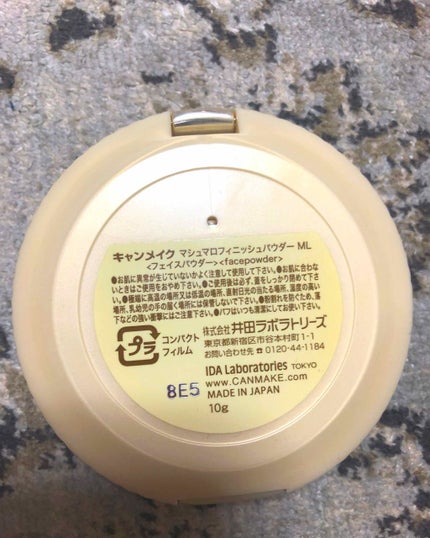 キャンメイク マシュマロフィニッシュパウダー ML
<フェイスパウダー><facepowder>
●お肌に異常が生じていないかよく注意して使用して下さい。●お肌に合わな
いときはご使用をおやめ下さい。●ご使用後は必ず、蓋をしっかり閉めて下さ
い。●極端に高温の場所又は低温の場所、直射日光の当たる場所、湿度の高い
場所、乳幼児の手の届く場所には保管しないで下さい。●粉割れを防ぐため、落
下などの強い衝撃にはご注意下さい。●パフはいつも清潔にしてお使い下さい。
プラ
コンパクト
フィルム
株式会社 井田ラボラトリーズ
東京都新宿区市谷本村町1-1
お問い合わせ先 ☎ 0120-44-1184
IDA Laboratories TOKYO
www.CANMAKE.com
MADE IN JAPAN
8E5
10g